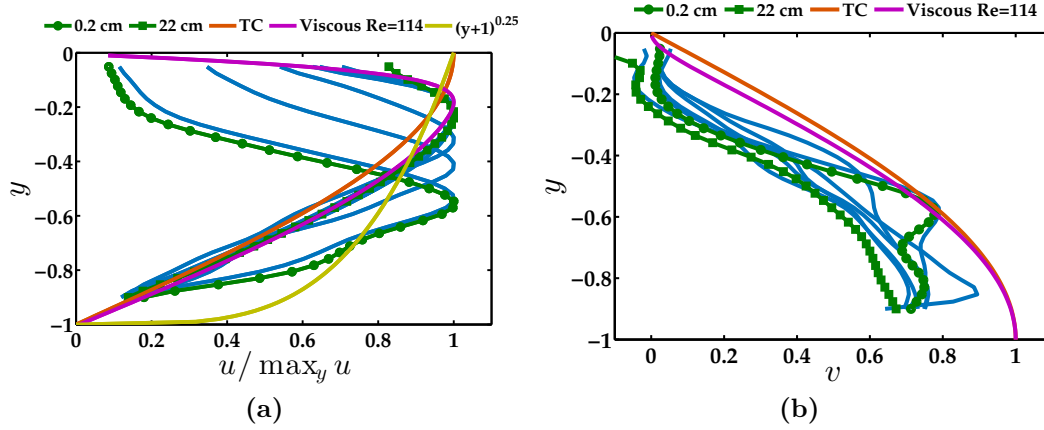 0.2 cm 22 cm TC Viscous Re=114 (y+1)^0.25
0
−0.2
−0.4
−0.6
−0.8
−1
y
0 0.2 0.4 0.6 0.8 1
u/ max_y u
(a)
0.2 cm 22 cm TC Viscous Re=114
0
−0.2
−0.4
−0.6
−0.8
−1
y
0 0.2 0.4 0.6 0.8 1
v
(b)